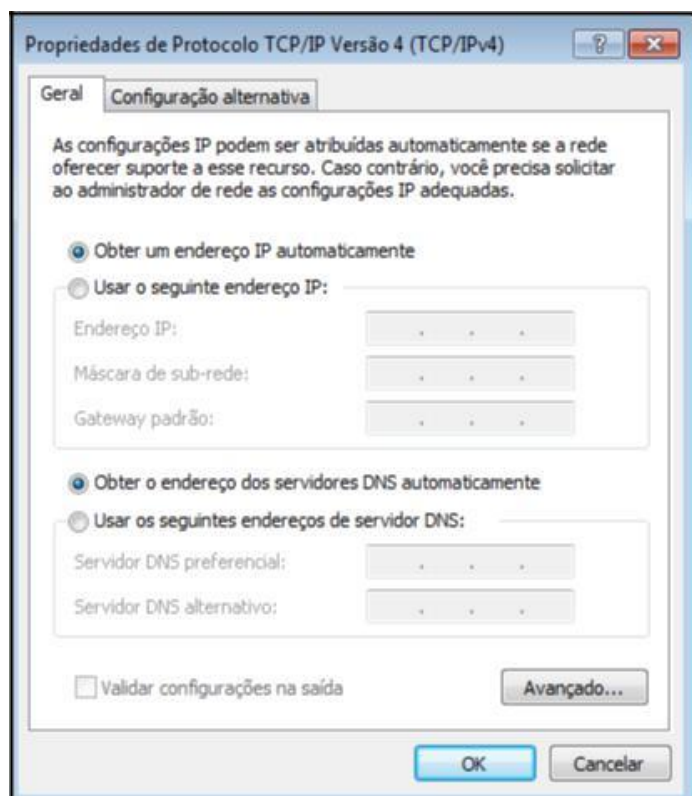 Propriedades de Protocolo TCP/IP Versão 4 (TCP/IPv4)
Geral
Configuração alternativa
As configurações IP podem ser atribuídas automaticamente se a rede
oferecer suporte a esse recurso. Caso contrário, você precisa solicitar
ao administrador de rede as configurações IP adequadas.
Obter um endereço IP automaticamente
Usar o seguinte endereço IP:
Endereço IP:
Máscara de sub-rede:
Gateway padrão:
Obter o endereço dos servidores DNS automaticamente
Usar os seguintes endereços de servidor DNS:
Servidor DNS preferencial:
Servidor DNS alternativo:
Validar configurações na saída
Avançado...
OK
Cancelar